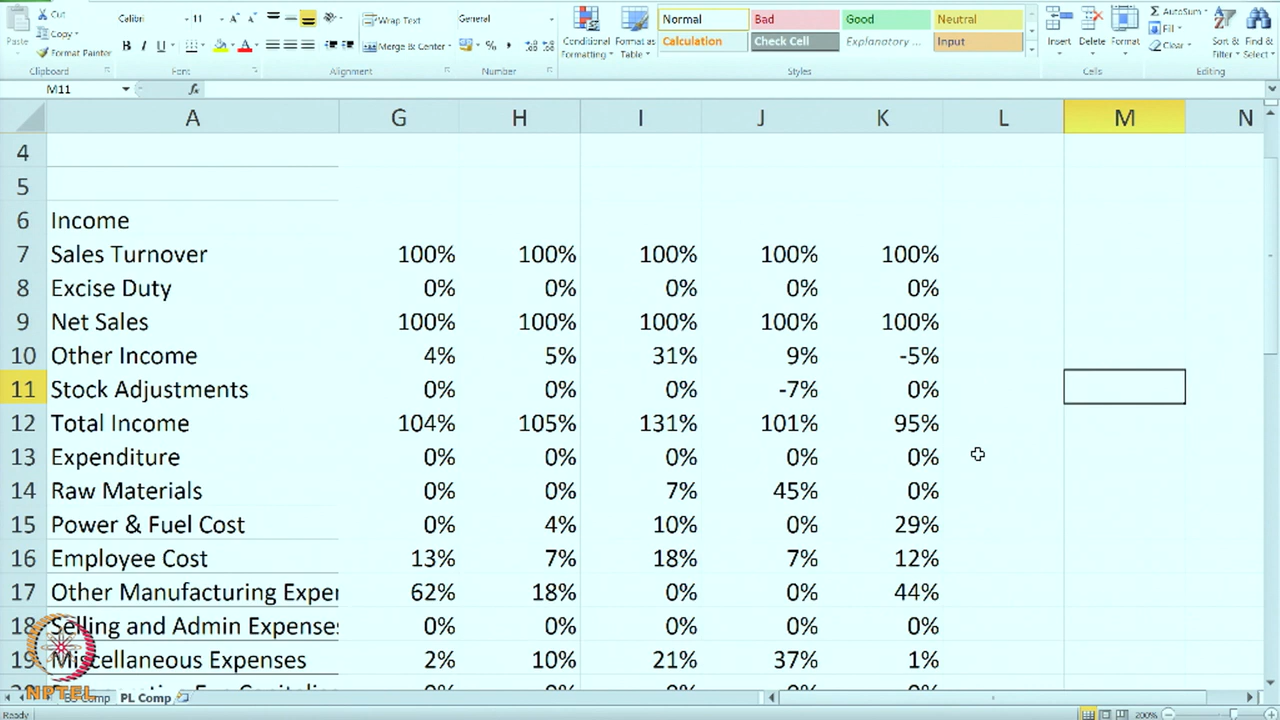 Cut
Copy
Paste
Format Painter
Clipboard
Calibri 11 A A
B I U A
Font
Wrap Text
Merge & Center
Alignment
General
% ,
Number
Conditional Formatting
Format as Table
Normal Bad Good Neutral
Calculation Check Cell Explanatory ... Input
Styles
Insert Delete Format
Cells
Σ AutoSum
Fill
Clear
Sort & Filter
Find & Select
Editing
M11 fx
A G H I J K L M N
4
5
6 Income
7 Sales Turnover 100% 100% 100% 100% 100%
8 Excise Duty 0% 0% 0% 0% 0%
9 Net Sales 100% 100% 100% 100% 100%
10 Other Income 4% 5% 31% 9% -5%
11 Stock Adjustments 0% 0% 0% -7% 0%
12 Total Income 104% 105% 131% 101% 95%
13 Expenditure 0% 0% 0% 0% 0%
14 Raw Materials 0% 0% 7% 45% 0%
15 Power & Fuel Cost 0% 4% 10% 0% 29%
16 Employee Cost 13% 7% 18% 7% 12%
17 Other Manufacturing Exper 62% 18% 0% 0% 44%
18 Selling and Admin Expenses 0% 0% 0% 0% 0%
19 Miscellaneous Expenses 2% 10% 21% 37% 1%
NPTEL
Comp PL Comp
Ready 200%